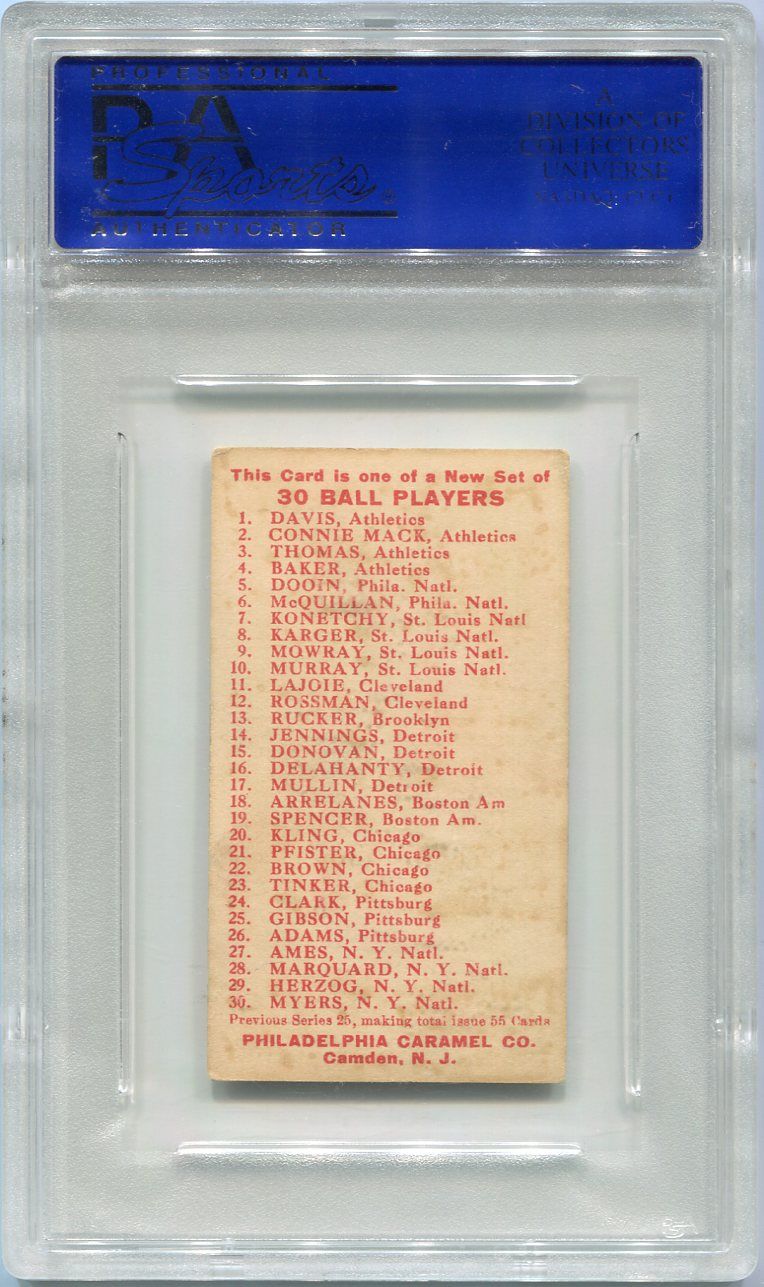 PROFESSIONAL
PSA
Sports®
AUTHENTICATOR
A
DIVISION OF
COLLECTORS
UNIVERSE
NASDAQ: CLCT
This Card is one of a New Set of
30 BALL PLAYERS
1. DAVIS, Athletics
2. CONNIE MACK, Athletics
3. THOMAS, Athletics
4. BAKER, Athletics
5. DOOIN, Phila. Natl.
6. McQUILLAN, Phila. Natl.
7. KONETCHY, St. Louis Natl
8. KARGER, St. Louis Natl.
9. MOWRAY, St. Louis Natl.
10. MURRAY, St. Louis Natl.
11. LAJOIE, Cleveland
12. ROSSMAN, Cleveland
13. RUCKER, Brooklyn
14. JENNINGS, Detroit
15. DONOVAN, Detroit
16. DELAHANTY, Detroit
17. MULLIN, Detroit
18. ARRELANES, Boston Am
19. SPENCER, Boston Am.
20. KLING, Chicago
21. PFISTER, Chicago
22. BROWN, Chicago
23. TINKER, Chicago
24. CLARK, Pittsburg
25. GIBSON, Pittsburg
26. ADAMS, Pittsburg
27. AMES, N. Y. Natl.
28. MARQUARD, N. Y. Natl.
29. HERZOG, N. Y. Natl.
30. MYERS, N. Y. Natl.
Previous Series 25, making total issue 55 Cards
PHILADELPHIA CARAMEL CO.
Camden, N. J.